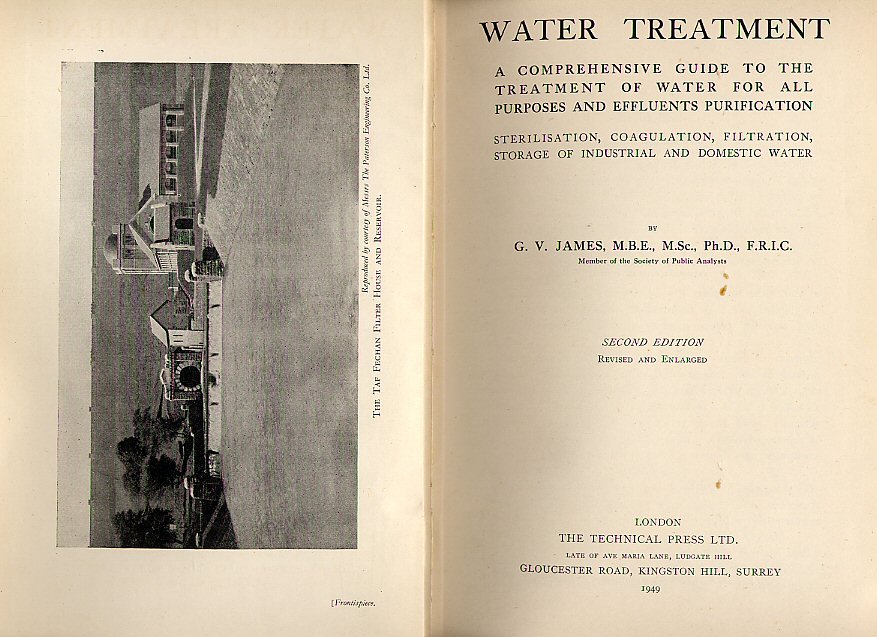 Reproduced by courtesy of Messrs The Paterson Engineering Co. Ltd.
THE TAF FECHAN FILTER HOUSE AND RESERVOIR.
[Frontispiece.
WATER TREATMENT
A COMPREHENSIVE GUIDE TO THE
TREATMENT OF WATER FOR ALL
PURPOSES AND EFFLUENTS PURIFICATION
STERILISATION, COAGULATION, FILTRATION,
STORAGE OF INDUSTRIAL AND DOMESTIC WATER
BY
G. V. JAMES, M.B.E., M.Sc., Ph.D., F.R.I.C.
Member of the Society of Public Analysts
SECOND EDITION
REVISED AND ENLARGED
LONDON
THE TECHNICAL PRESS LTD.
LATE OF AVE MARIA LANE, LUDGATE HILL
GLOUCESTER ROAD, KINGSTON HILL, SURREY
1949